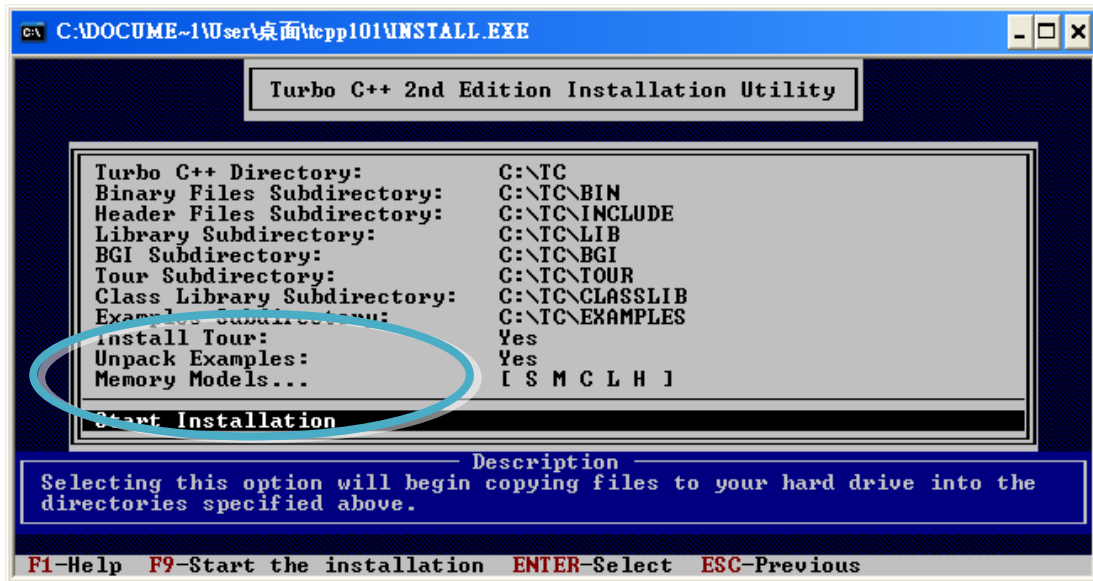 C:\DOCUME~1\User\桌面\tcpp101\INSTALL.EXE
Turbo C++ 2nd Edition Installation Utility
Turbo C++ Directory: C:\TC
Binary Files Subdirectory: C:\TC\BIN
Header Files Subdirectory: C:\TC\INCLUDE
Library Subdirectory: C:\TC\LIB
BGI Subdirectory: C:\TC\BGI
Tour Subdirectory: C:\TC\TOUR
Class Library Subdirectory: C:\TC\CLASSLIB
Examples Subdirectory: C:\TC\EXAMPLES
Install Tour: Yes
Unpack Examples: Yes
Memory Models... [ S M C L H ]
Start Installation
Description
Selecting this option will begin copying files to your hard drive into the
directories specified above.
F1-Help F9-Start the installation ENTER-Select ESC-Previous